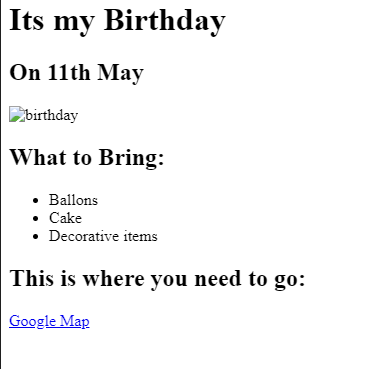 Its my Birthday
On 11th May
birthday
What to Bring:
Ballons
Cake
Decorative items
This is where you need to go:
Google Map